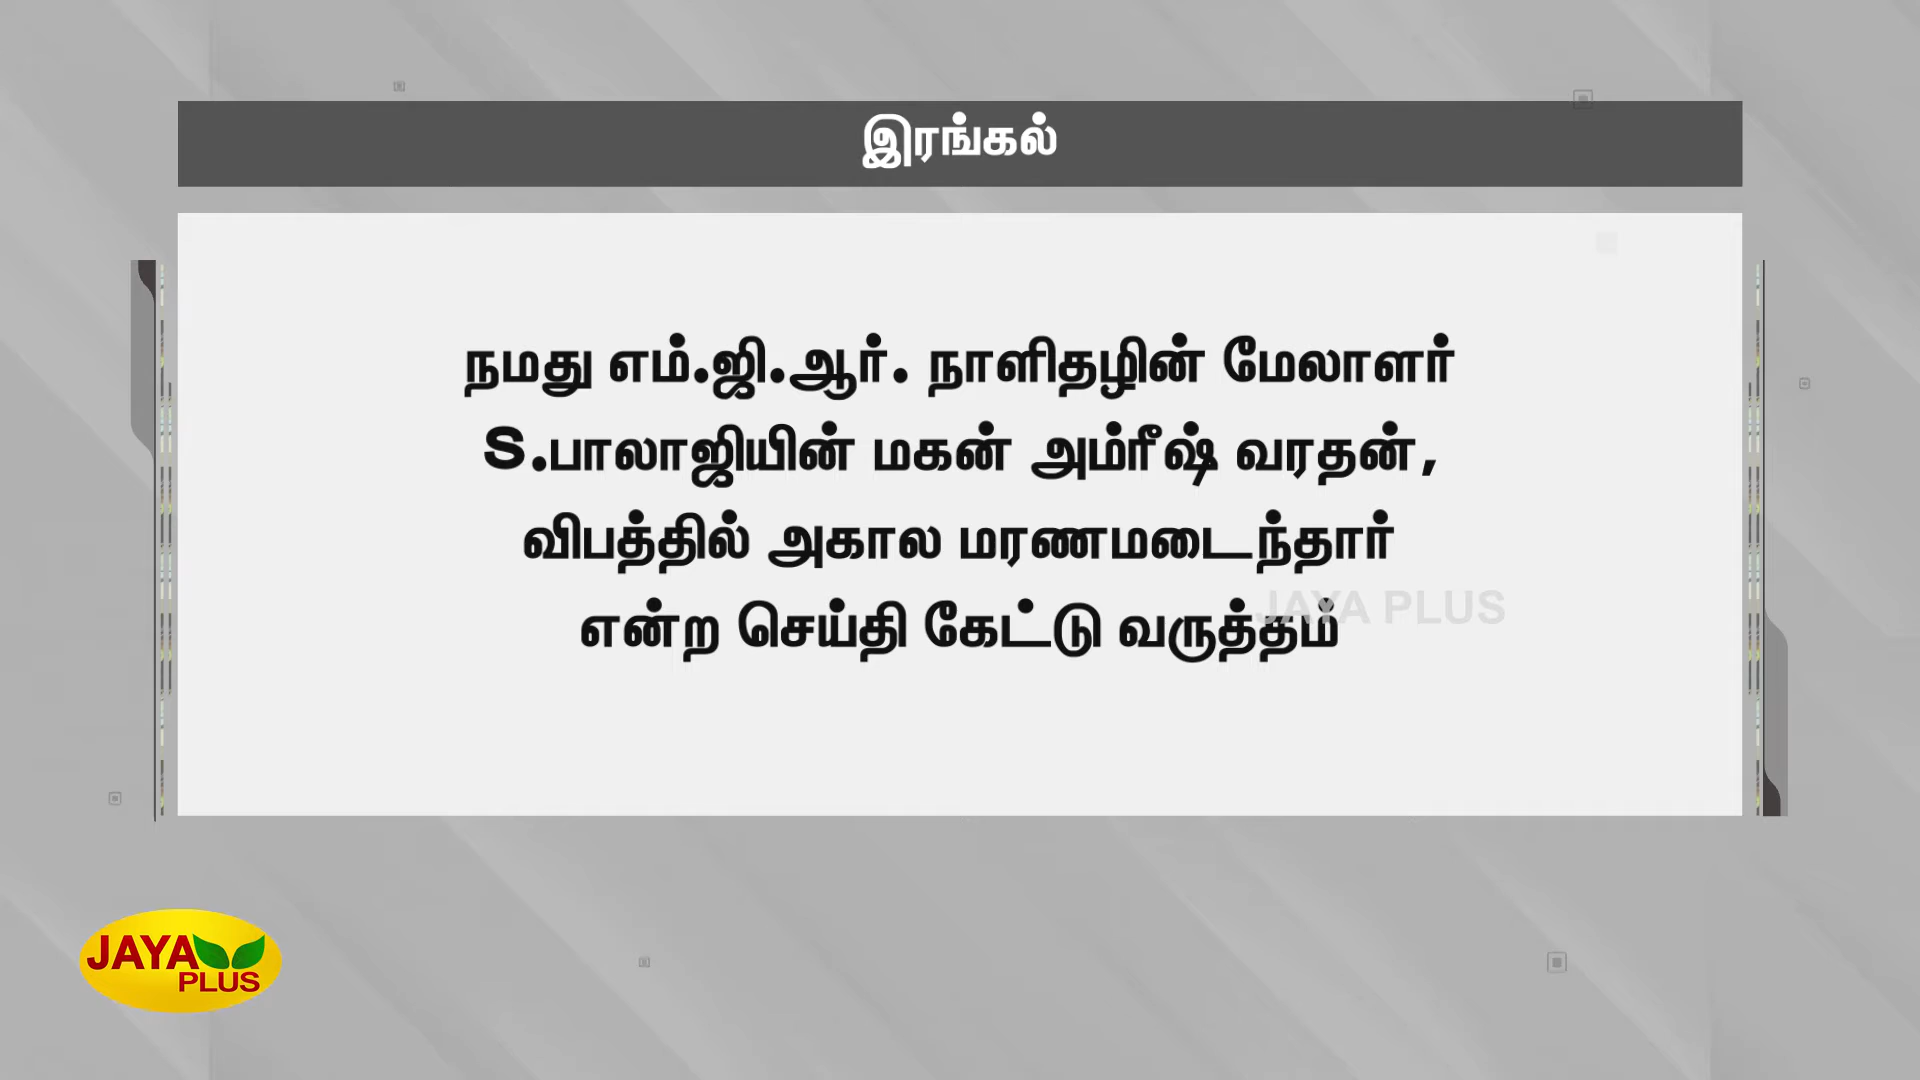 இரங்கல்
நமது எம்.ஜி.ஆர். நாளிதழின் மேலாளர்
S.பாலாஜியின் மகன் அம்ரீஷ் வரதன்,
விபத்தில் அகால மரணமடைந்தார்
JAYA PLUS
என்ற செய்தி கேட்டு வருத்தம்
JAYA
PLUS